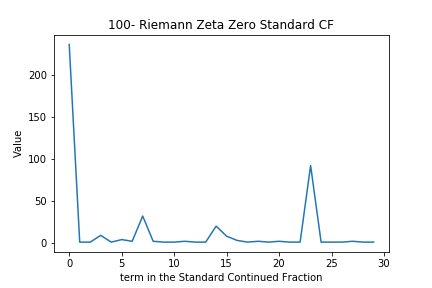 100- Riemann Zeta Zero Standard CF
Value
200
150
100
50
0
0 5 10 15 20 25 30
term in the Standard Continued Fraction